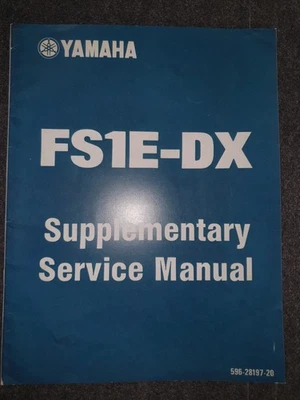 YAMAHA
FS1E-DX
Supplementary
Service Manual
596-28197-20